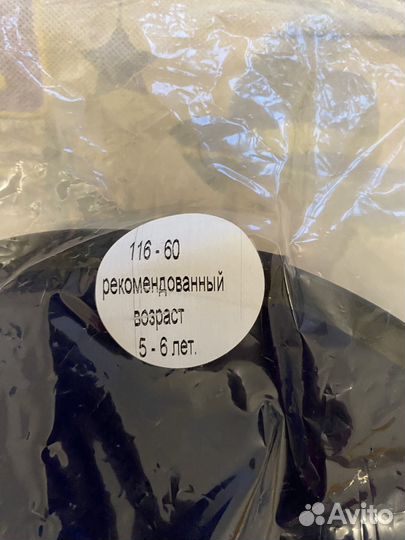 116 - 60
рекомендованный
возраст
5 - 6 лет.
Avito